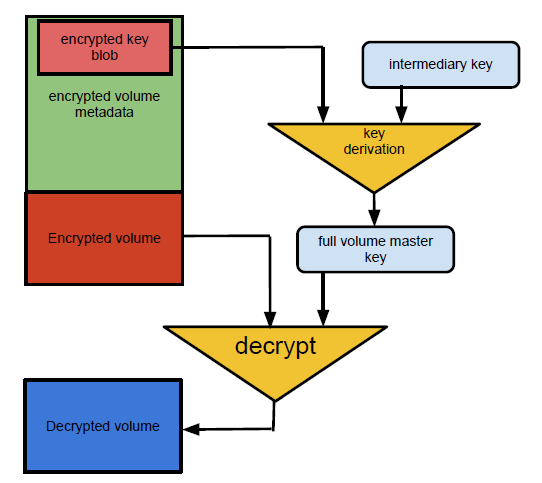 encrypted key
blob
intermediary key
encrypted volume
metadata
key
derivation
Encrypted volume
full volume master
key
decrypt
Decrypted volume